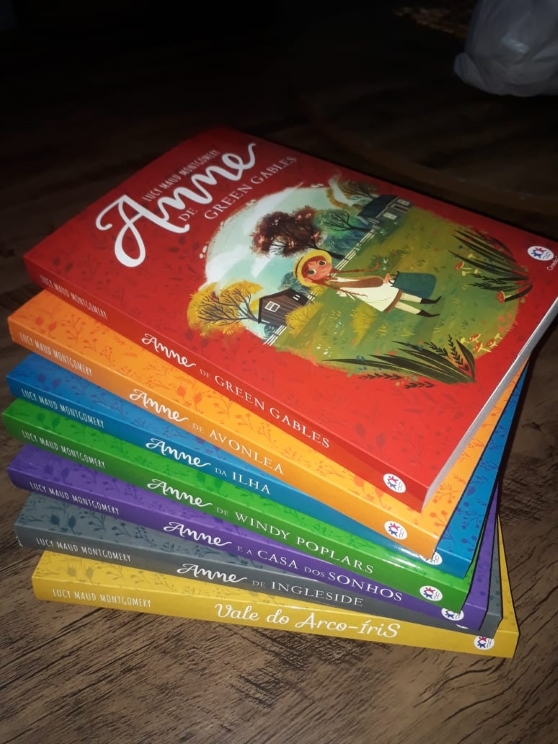 LUCY MAUD MONTGOMERY
Anne
DE
GREEN GABLES
LUCY MAUD MONTGOMERY
Anne DE GREEN GABLES
LUCY MAUD MONTGOMERY
Anne DE AVONLEA
LUCY MAUD MONTGOMERY
Anne DA ILHA
LUCY MAUD MONTGOMERY
Anne DE WINDY POPLARS
LUCY MAUD MONTGOMERY
Anne E A CASA DOS SONHOS
LUCY MAUD MONTGOMERY
Anne DE INGLESIDE
LUCY MAUD MONTGOMERY
Vale do Arco-Íris